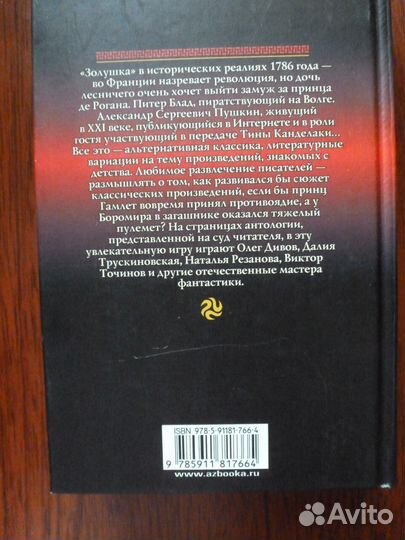 «Золушка» в исторических реалиях 1786 года —
во Франции назревает революция, но дочь
лесничего очень хочет выйти замуж за принца
де Рогана. Питер Блад, пиратствующий на Волге.
Александр Сергеевич Пушкин, живущий
в XXI веке, публикующийся в Интернете и в роли
гостя участвующий в передаче Тины Канделаки...
Все это — альтернативная классика, литературные
вариации на тему произведений, знакомых с
детства. Любимое развлечение писателей —
размышлять о том, как развивался бы сюжет
классических произведений, если бы принц
Гамлет вовремя принял противоядие, а у
Боромира в загашнике оказался тяжелый
пулемет? На страницах антологии,
представленной на суд читателя, в эту
увлекательную игру играют Олег Дивов, Далия
Трускиновская, Наталья Резанова, Виктор
Точинов и другие отечественные мастера
фантастики.
ISBN 978-5-91181-766-4
9 785911 817664
www.azbooka.ru
Avito